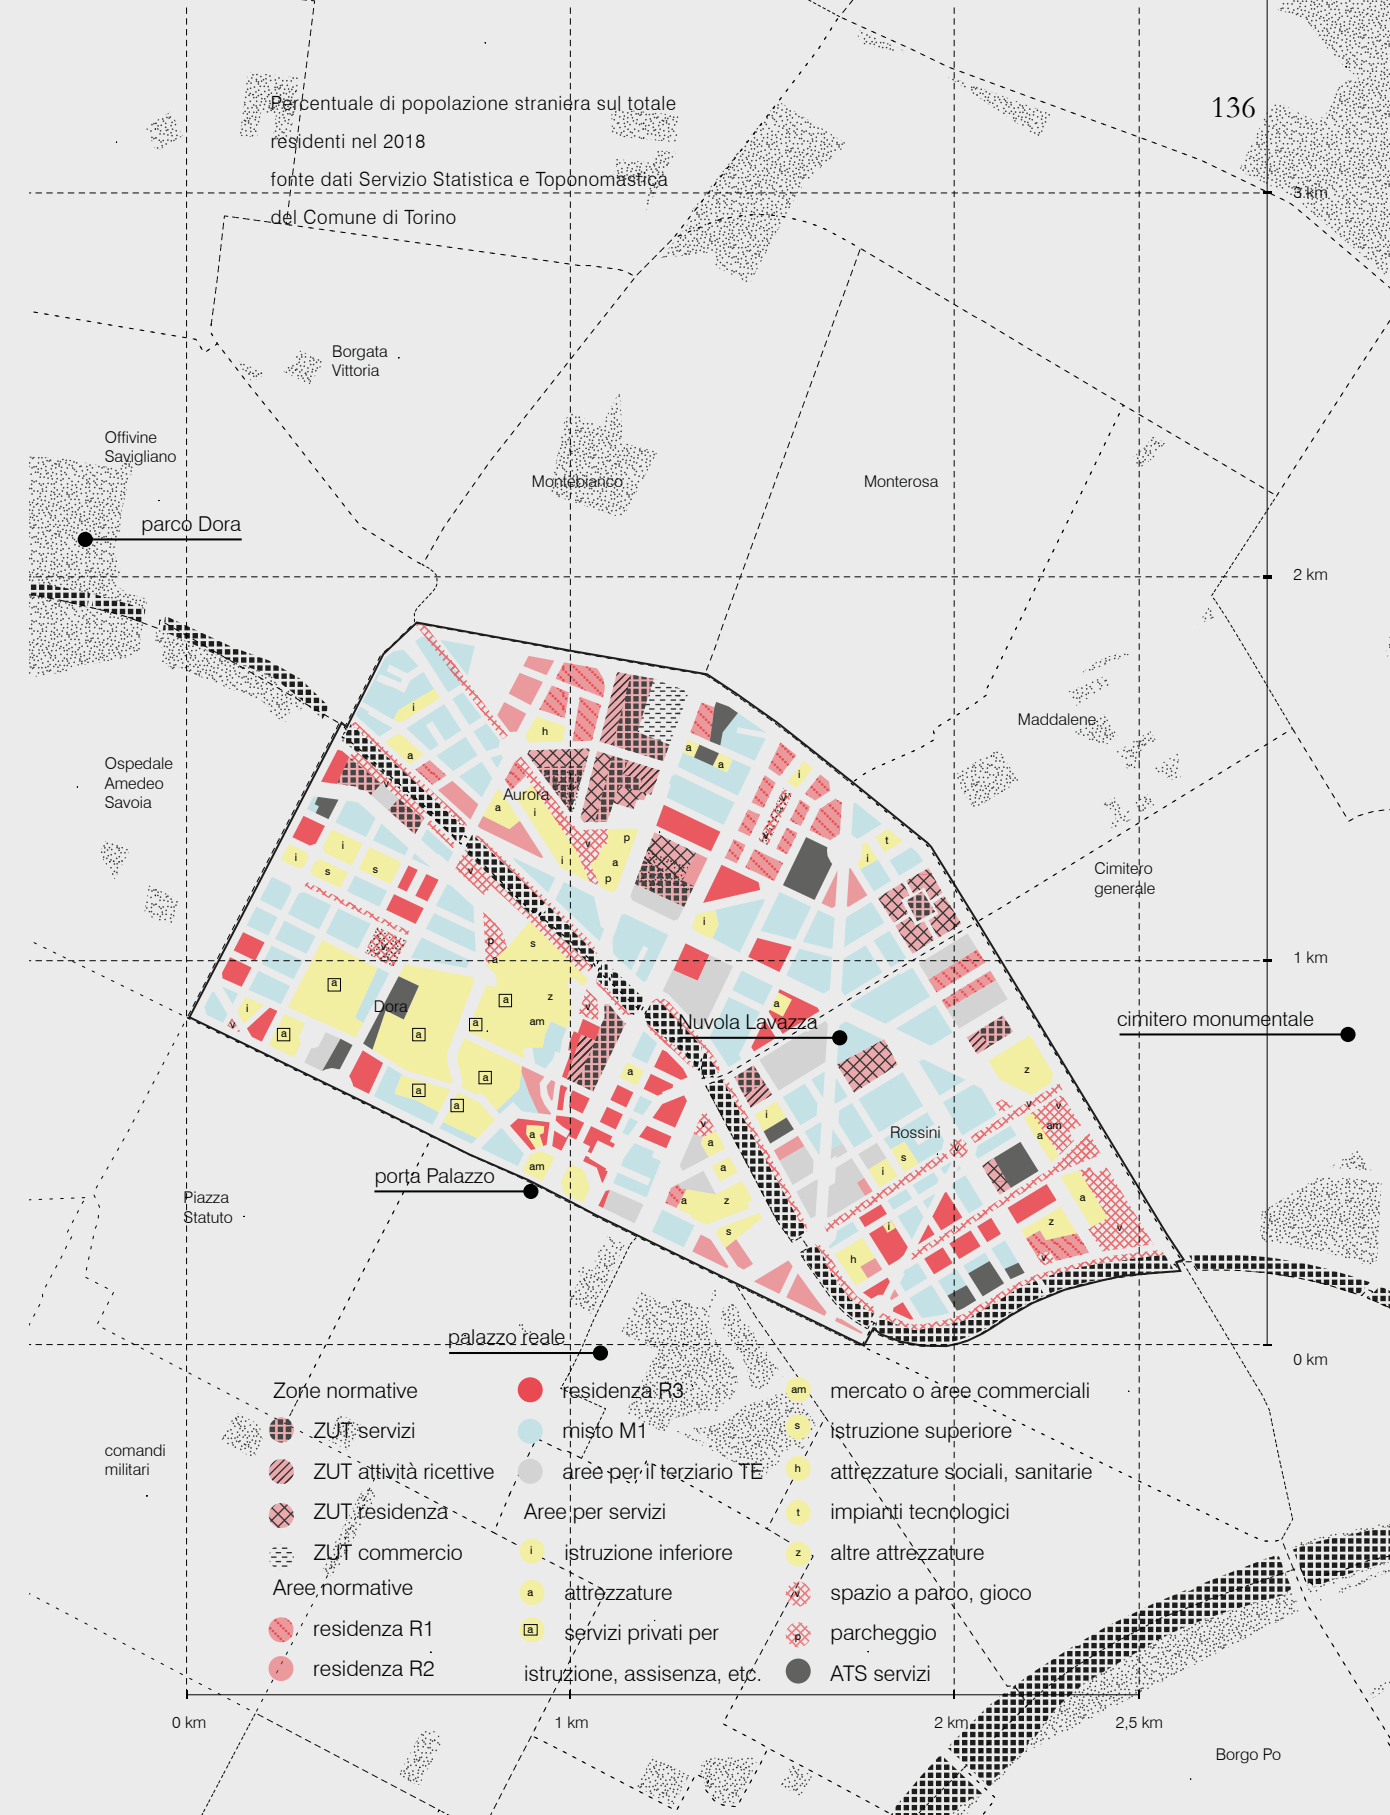 Percentuale di popolazione straniera sul totale
residenti nel 2018
fonte dati Servizio Statistica e Toponomastica
del Comune di Torino
136
3 km
Borgata
Vittoria
Offivine
Savigliano
Montebianco
Monterosa
parco Dora
2 km
Maddalene
Ospedale
Amedeo
Savoia
Aurora
Cimitero
generale
1 km
Dora
Nuvola Lavazza
cimitero monumentale
Rossini
porta Palazzo
Piazza
Statuto
palazzo reale
0 km
Zone normative
ZUT servizi
ZUT attività ricettive
ZUT residenza
ZUT commercio
Aree normative
residenza R1
residenza R2
residenza R3
misto M1
aree per il terziario TE
Aree per servizi
i istruzione inferiore
a attrezzature
a servizi privati per
istruzione, assisenza, etc.
am mercato o aree commerciali
s istruzione superiore
h attrezzature sociali, sanitarie
t impianti tecnologici
z altre attrezzature
v spazio a parco, gioco
p parcheggio
ATS servizi
comandi
militari
0 km
1 km
2 km
2,5 km
Borgo Po